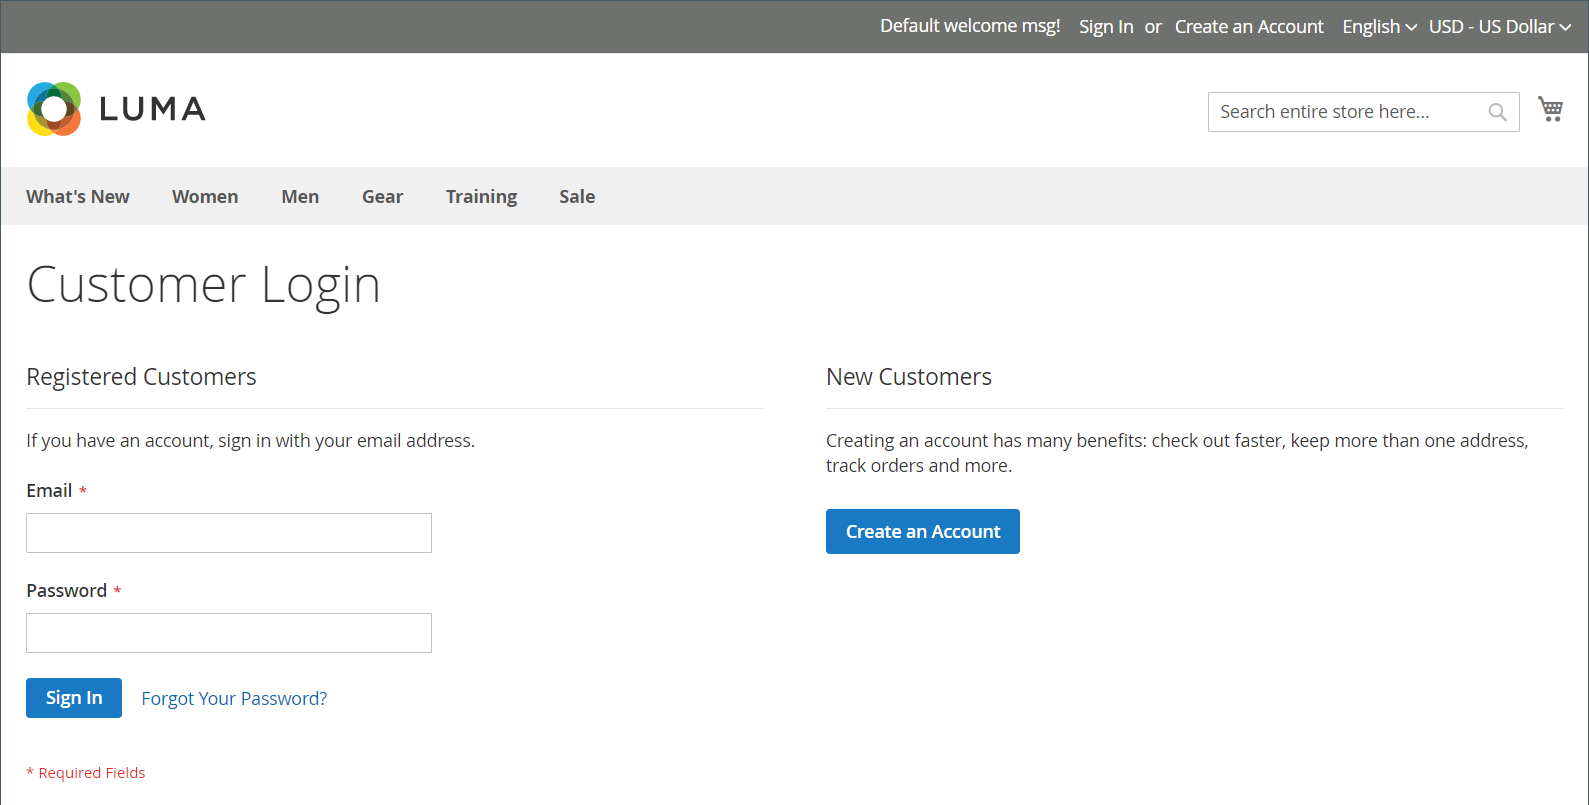 Default welcome msg! Sign In or Create an Account English USD - US Dollar
LUMA
Search entire store here...
What's New Women Men Gear Training Sale
Customer Login
Registered Customers
If you have an account, sign in with your email address.
Email *
Password *
Sign In Forgot Your Password?
* Required Fields
New Customers
Creating an account has many benefits: check out faster, keep more than one address,
track orders and more.
Create an Account